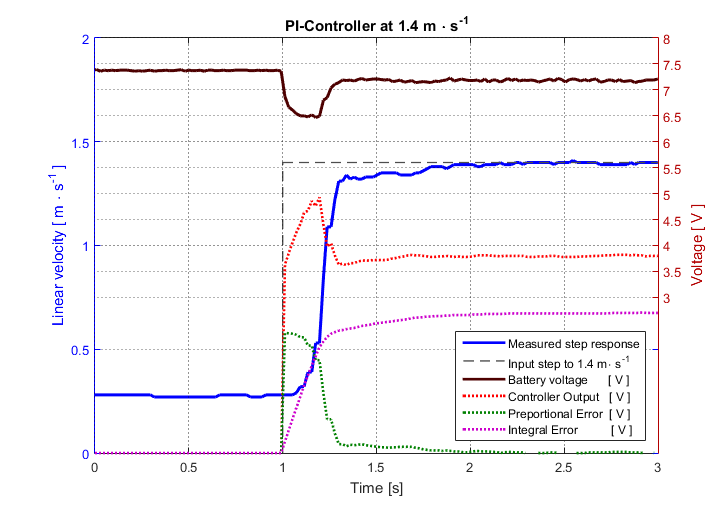 PI-Controller at 1.4 m · s-1
2
1.5
1
0.5
0
Linear velocity [ m · s-1 ]
8
7.5
7
6.5
6
5.5
5
4.5
4
3.5
3
Voltage [ V ]
Measured step response
Input step to 1.4 m · s-1
Battery voltage [ V ]
Controller Output [ V ]
Preportional Error [ V ]
Integral Error [ V ]
0 0.5 1 1.5 2 2.5 3
Time [s]